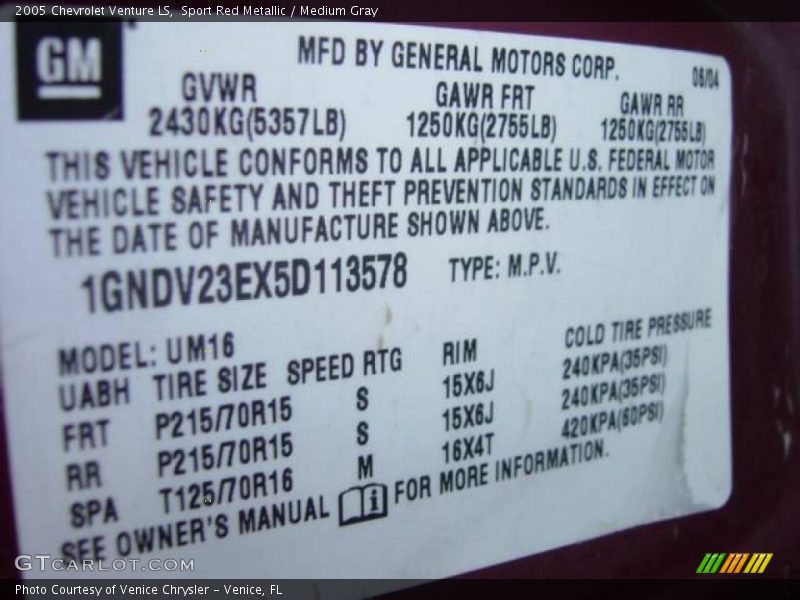 2005 Chevrolet Venture LS, Sport Red Metallic / Medium Gray
GM
MFD BY GENERAL MOTORS CORP. 08/04
GVWR GAWR FRT GAWR RR
2430KG(5357LB) 1250KG(2755LB) 1250KG(2755LB)
THIS VEHICLE CONFORMS TO ALL APPLICABLE U.S. FEDERAL MOTOR
VEHICLE SAFETY AND THEFT PREVENTION STANDARDS IN EFFECT ON
THE DATE OF MANUFACTURE SHOWN ABOVE.
1GNDV23EX5D113578 TYPE: M.P.V.
MODEL: UM16
UABH TIRE SIZE SPEED RTG RIM COLD TIRE PRESSURE
FRT P215/70R15 S 15X6J 240KPA(35PSI)
RR P215/70R15 S 15X6J 240KPA(35PSI)
SPA T125/70R16 M 16X4T 420KPA(60PSI)
SEE OWNER'S MANUAL i FOR MORE INFORMATION.
GTCARLOT.COM
Photo Courtesy of Venice Chrysler - Venice, FL